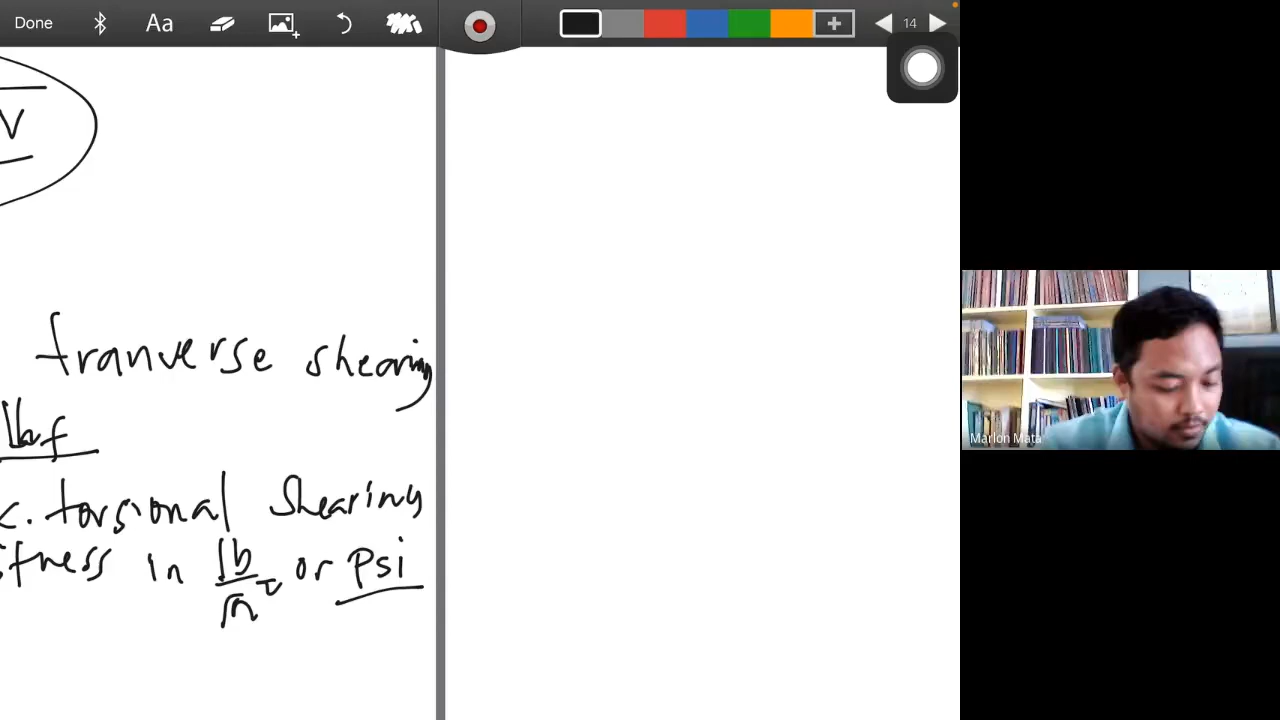 Done Aa 14
V
tranverse shearing
lbf
c. torsional shearing
stress in lb/in² or psi
Marlon Mata